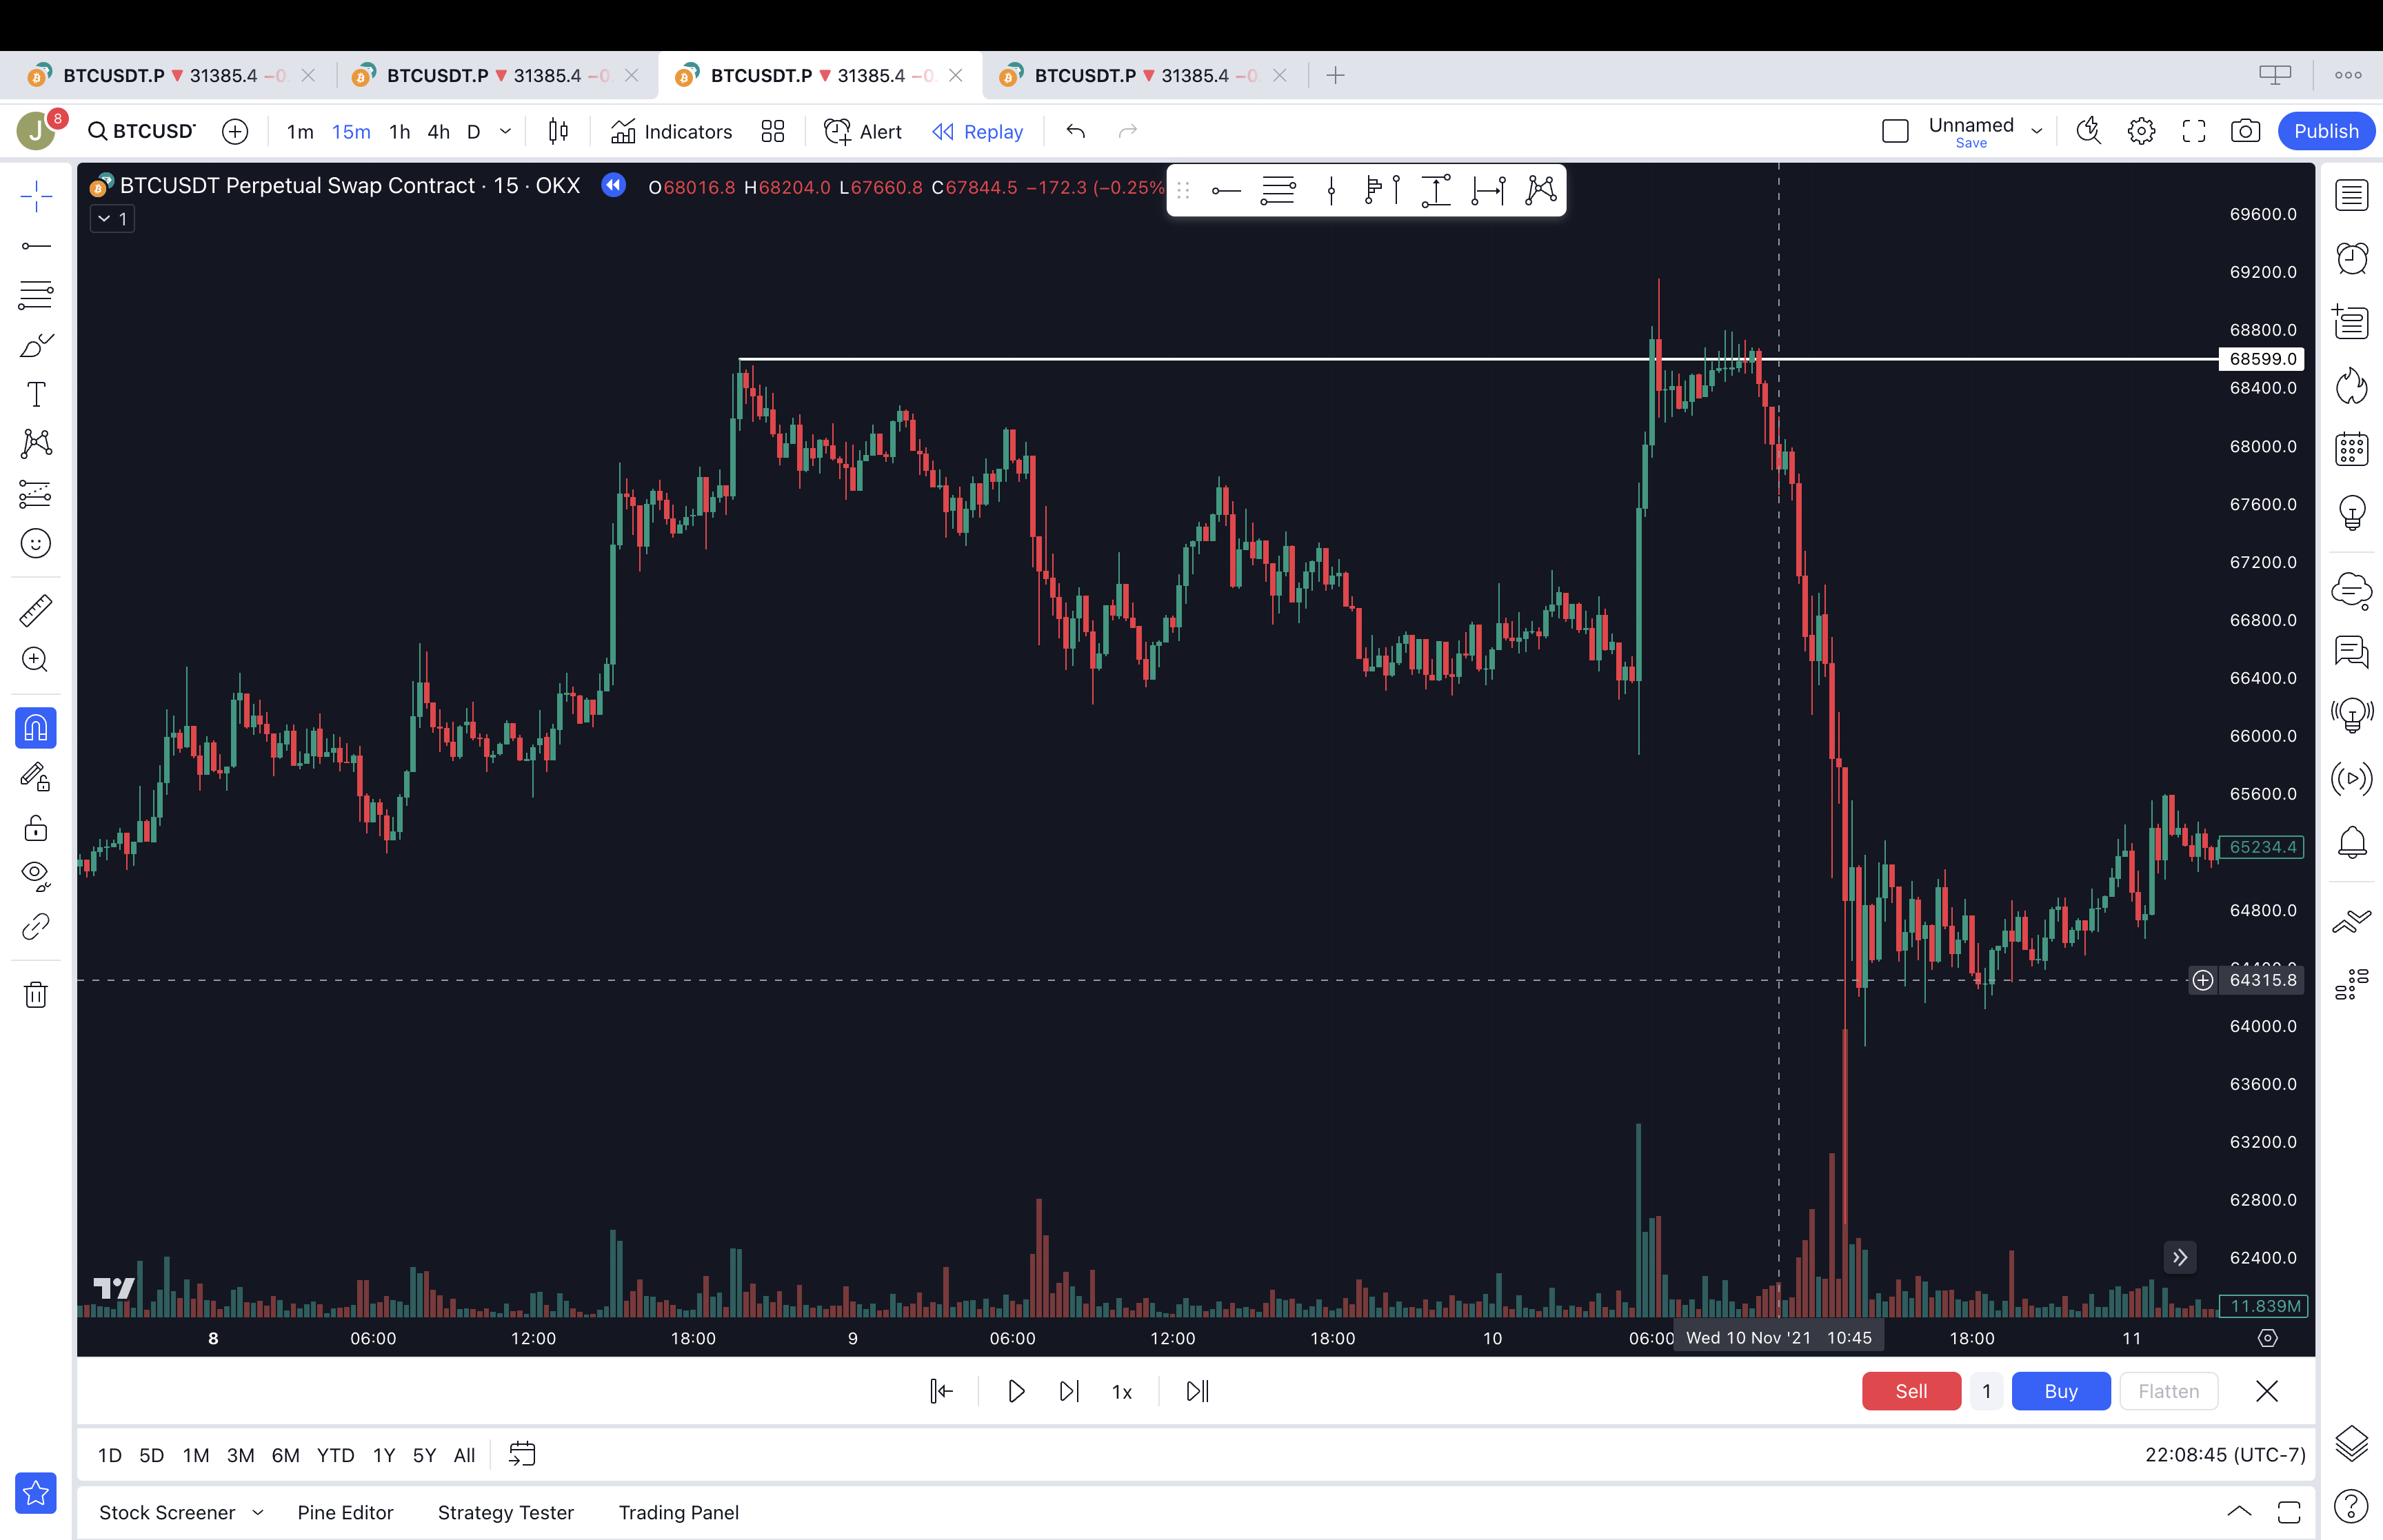 BTCUSDT.P 31385.4 −0
BTCUSDT.P 31385.4 −0
BTCUSDT.P 31385.4 −0
BTCUSDT.P 31385.4 −0
J 8 BTCUSD 1m 15m 1h 4h D Indicators Alert Replay Unnamed Save Publish
BTCUSDT Perpetual Swap Contract · 15 · OKX O68016.8 H68204.0 L67660.8 C67844.5 −172.3 (−0.25%
1
69600.0
69200.0
68800.0
68599.0
68400.0
68000.0
67600.0
67200.0
66800.0
66400.0
66000.0
65600.0
65234.4
64800.0
64315.8
64000.0
63600.0
63200.0
62800.0
62400.0
11.839M
8 06:00 12:00 18:00 9 06:00 12:00 18:00 10 06:00 Wed 10 Nov '21 10:45 18:00 11
1x Sell 1 Buy Flatten
1D 5D 1M 3M 6M YTD 1Y 5Y All 22:08:45 (UTC-7)
Stock Screener Pine Editor Strategy Tester Trading Panel